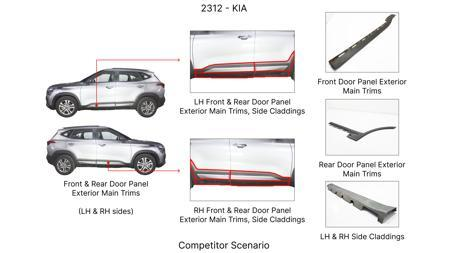 2312 - KIA
LH Front & Rear Door Panel
Exterior Main Trims, Side Claddings
Front Door Panel Exterior
Main Trims
Rear Door Panel Exterior
Main Trims
Front & Rear Door Panel
Exterior Main Trims
(LH & RH sides)
RH Front & Rear Door Panel
Exterior Main Trims, Side Claddings
LH & RH Side Claddings
Competitor Scenario